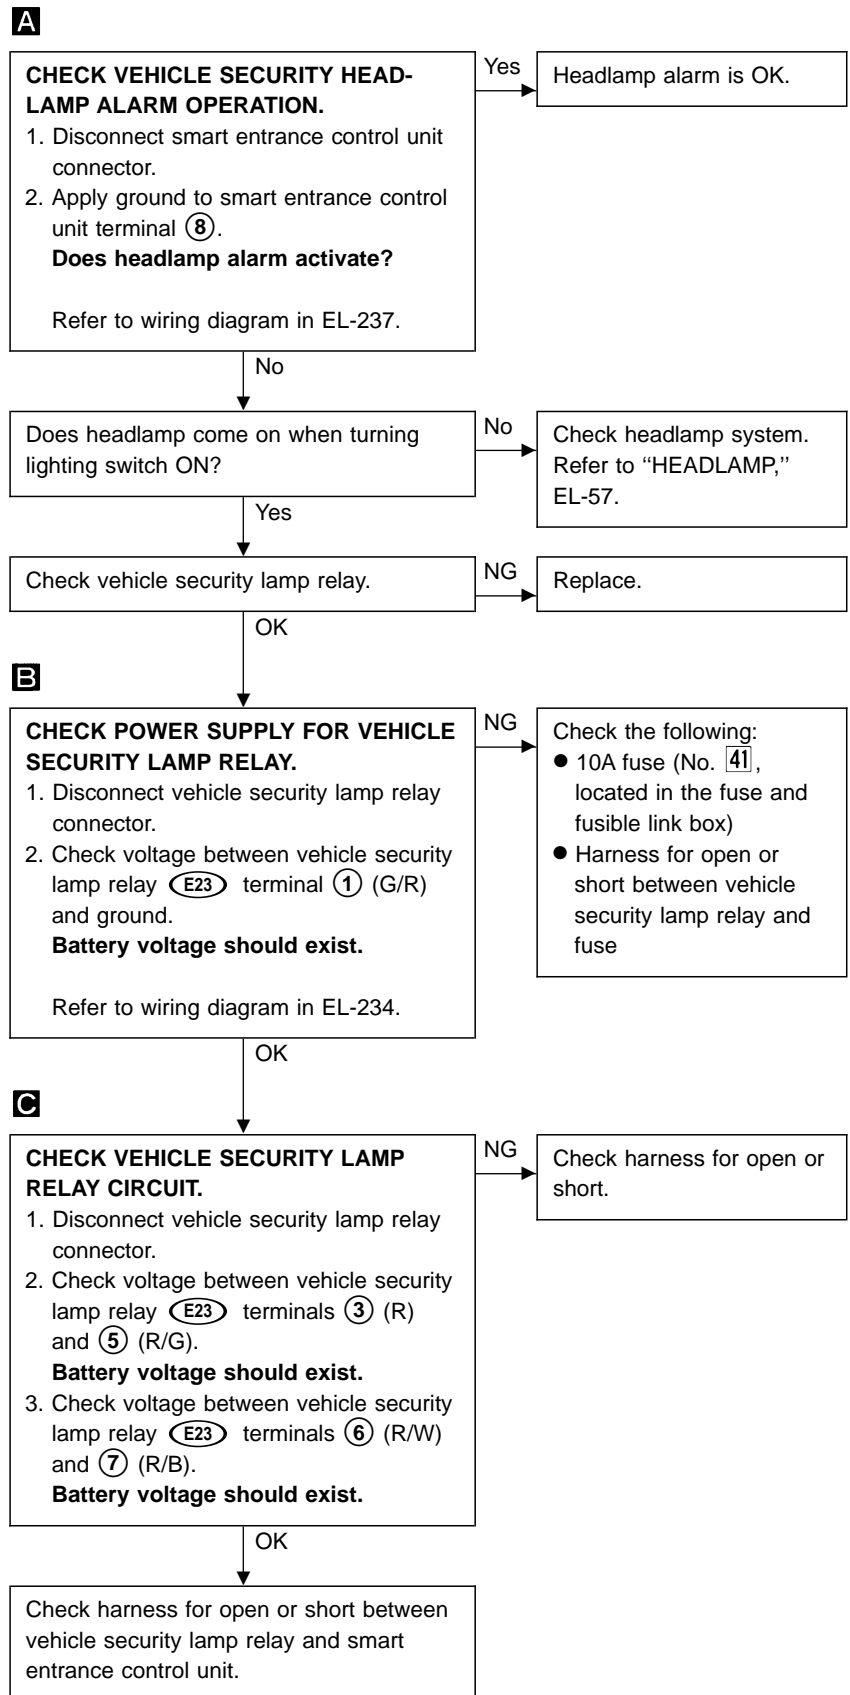 A
CHECK VEHICLE SECURITY HEAD-
LAMP ALARM OPERATION.
1. Disconnect smart entrance control unit
connector.
2. Apply ground to smart entrance control
unit terminal ⑧.
Does headlamp alarm activate?
Refer to wiring diagram in EL-237.
Yes
Headlamp alarm is OK.
No
Does headlamp come on when turning
lighting switch ON?
No
Check headlamp system.
Refer to ‘‘HEADLAMP,’’
EL-57.
Yes
Check vehicle security lamp relay.
NG
Replace.
OK
B
CHECK POWER SUPPLY FOR VEHICLE
SECURITY LAMP RELAY.
1. Disconnect vehicle security lamp relay
connector.
2. Check voltage between vehicle security
lamp relay E23 terminal ① (G/R)
and ground.
Battery voltage should exist.
Refer to wiring diagram in EL-234.
NG
Check the following:
● 10A fuse (No. 41,
located in the fuse and
fusible link box)
● Harness for open or
short between vehicle
security lamp relay and
fuse
OK
C
CHECK VEHICLE SECURITY LAMP
RELAY CIRCUIT.
1. Disconnect vehicle security lamp relay
connector.
2. Check voltage between vehicle security
lamp relay E23 terminals ③ (R)
and ⑤ (R/G).
Battery voltage should exist.
3. Check voltage between vehicle security
lamp relay E23 terminals ⑥ (R/W)
and ⑦ (R/B).
Battery voltage should exist.
NG
Check harness for open or
short.
OK
Check harness for open or short between
vehicle security lamp relay and smart
entrance control unit.